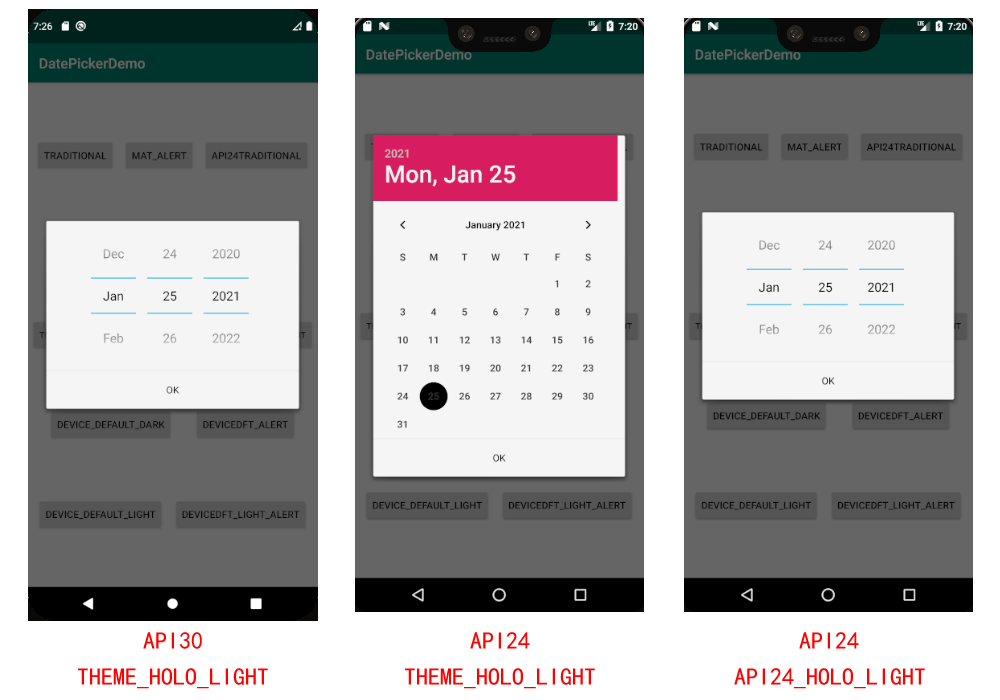 7:26
DatePickerDemo
TRADITIONAL MAT_ALERT API24TRADITIONAL
Dec 24 2020
Jan 25 2021
Feb 26 2022
OK
DEVICE_DEFAULT_DARK DEVICEDFT_ALERT
DEVICE_DEFAULT_LIGHT DEVICEDFT_LIGHT_ALERT
API30
THEME_HOLO_LIGHT
LTE 7:20
DatePickerDemo
2021
Mon, Jan 25
January 2021
S M T W T F S
1 2
3 4 5 6 7 8 9
10 11 12 13 14 15 16
17 18 19 20 21 22 23
24 25 26 27 28 29 30
31
OK
DEVICE_DEFAULT_LIGHT DEVICEDFT_LIGHT_ALERT
API24
THEME_HOLO_LIGHT
LTE 7:20
DatePickerDemo
TRADITIONAL MAT_ALERT API24TRADITIONAL
Dec 24 2020
Jan 25 2021
Feb 26 2022
OK
DEVICE_DEFAULT_DARK DEVICEDFT_ALERT
DEVICE_DEFAULT_LIGHT DEVICEDFT_LIGHT_ALERT
API24
API24_HOLO_LIGHT